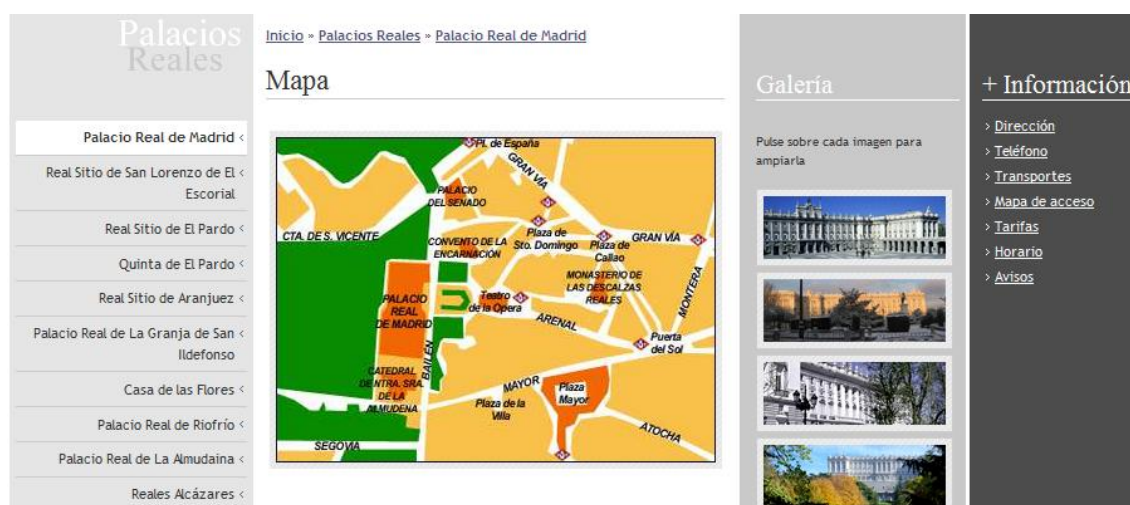 Palacios
Reales
Palacio Real de Madrid ‹
Real Sitio de San Lorenzo de El ‹
Escorial
Real Sitio de El Pardo ‹
Quinta de El Pardo ‹
Real Sitio de Aranjuez ‹
Palacio Real de La Granja de San ‹
Ildefonso
Casa de las Flores ‹
Palacio Real de Riofrío ‹
Palacio Real de La Almudaina ‹
Reales Alcázares ‹
Inicio » Palacios Reales » Palacio Real de Madrid
Mapa
Pl. de España
GRAN VÍA
PALACIO
DEL SENADO
CTA. DE S. VICENTE
CONVENTO DE LA
ENCARNACIÓN
Plaza de
Sto. Domingo
Plaza de
Callao
GRAN VÍA
MONASTERIO DE
LAS DESCALZAS
REALES
MONTERA
PALACIO
REAL
DE MADRID
Teatro
de la Opera
ARENAL
Puerta
del Sol
BAILÉN
CATEDRAL
DE NTRA. SRA.
DE LA
ALMUDENA
MAYOR
Plaza de la
Villa
Plaza
Mayor
ATOCHA
SEGOVIA
Galería
Pulse sobre cada imagen para
ampiarla
+ Información
› Dirección
› Teléfono
› Transportes
› Mapa de acceso
› Tarifas
› Horario
› Avisos